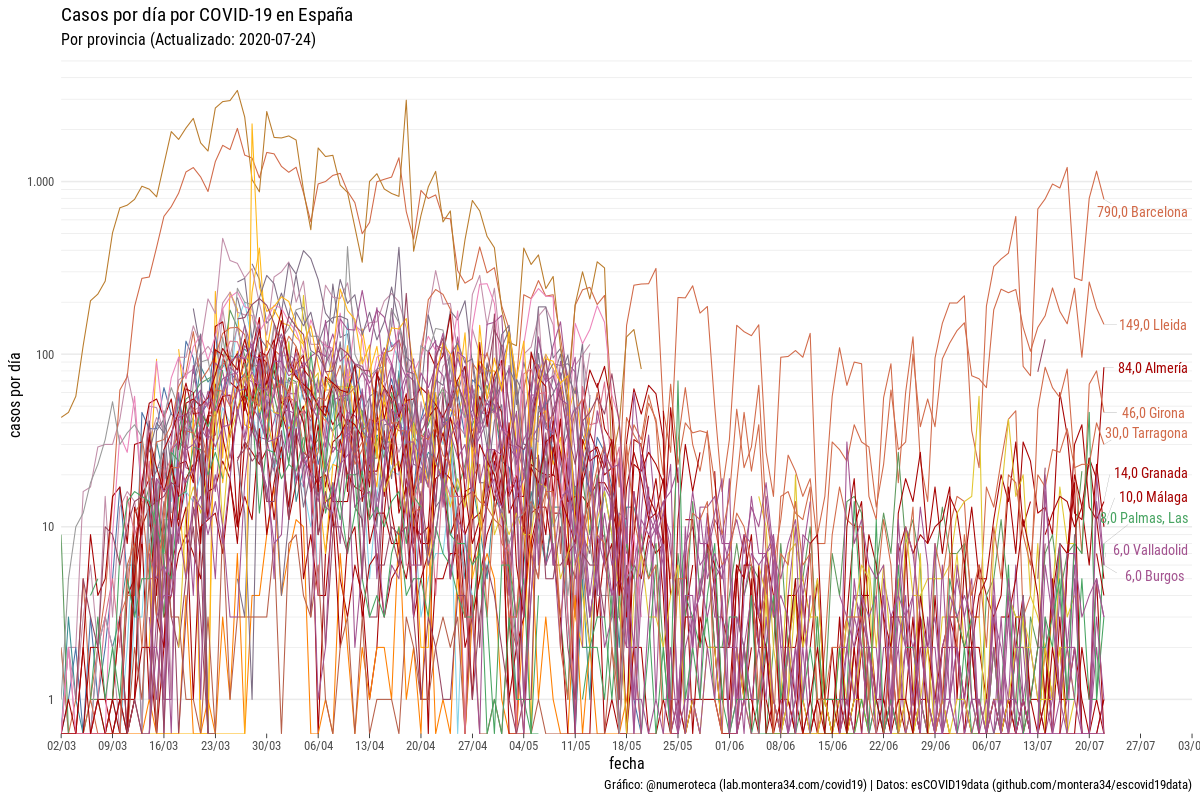 Casos por día por COVID-19 en España
Por provincia (Actualizado: 2020-07-24)
casos por día
1.000
100
10
1
790,0 Barcelona
149,0 Lleida
84,0 Almería
46,0 Girona
30,0 Tarragona
14,0 Granada
10,0 Málaga
8,0 Palmas, Las
6,0 Valladolid
6,0 Burgos
02/03 09/03 16/03 23/03 30/03 06/04 13/04 20/04 27/04 04/05 11/05 18/05 25/05 01/06 08/06 15/06 22/06 29/06 06/07 13/07 20/07 27/07 03/0
fecha
Gráfico: @numeroteca (lab.montera34.com/covid19) | Datos: esCOVID19data (github.com/montera34/escovid19data)